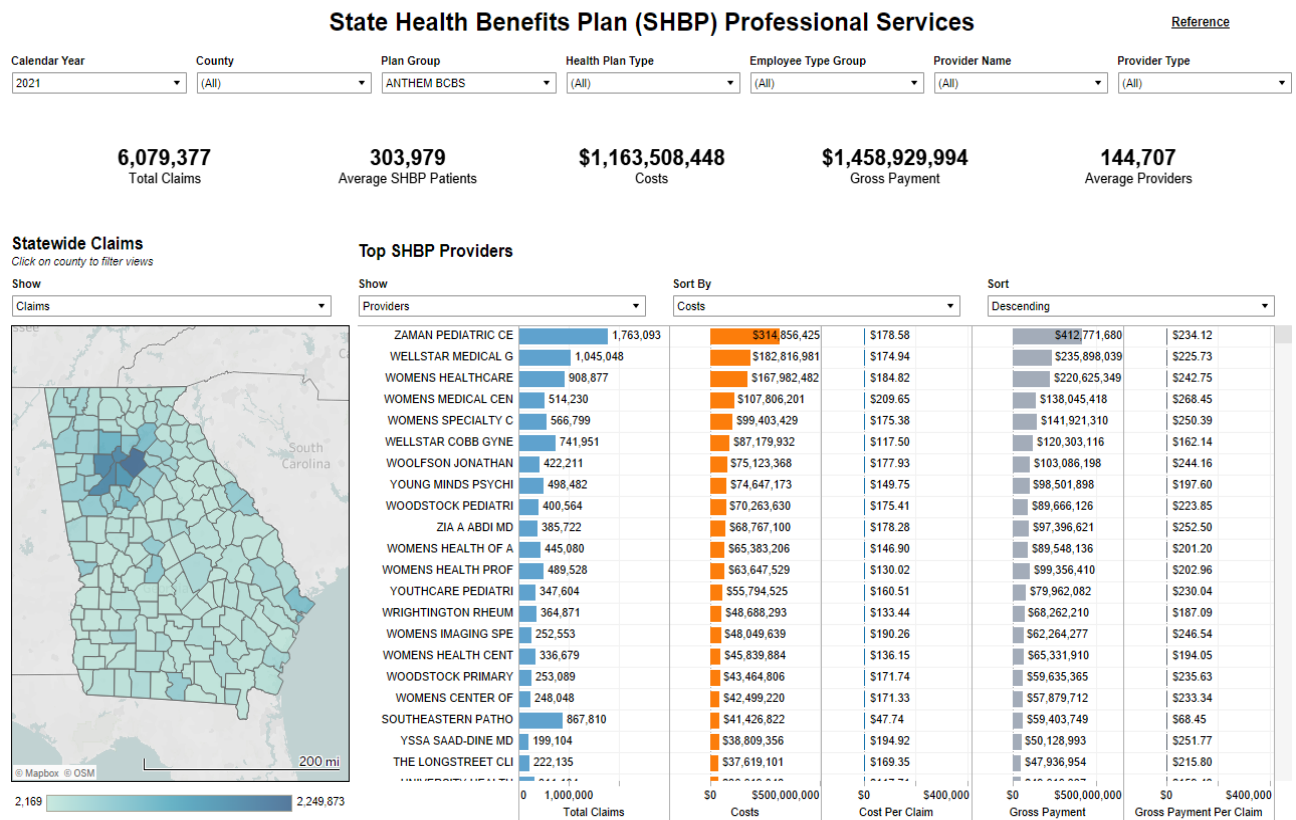 State Health Benefits Plan (SHBP) Professional Services
Reference
Calendar Year County Plan Group Health Plan Type Employee Type Group Provider Name Provider Type
2021 (All) ANTHEM BCBS (All) (All) (All) (All)
6,079,377 303,979 $1,163,508,448 $1,458,929,994 144,707
Total Claims Average SHBP Patients Costs Gross Payment Average Providers
Statewide Claims
Click on county to filter views
Show
Claims
South
Carolina
200 mi
© Mapbox © OSM
2,169 2,249,873
Top SHBP Providers
Show Sort By Sort
Providers Costs Descending
ZAMAN PEDIATRIC CE 1,763,093 $314,856,425 $178.58 $412,771,680 $234.12
WELLSTAR MEDICAL G 1,045,048 $182,816,981 $174.94 $235,898,039 $225.73
WOMENS HEALTHCARE 908,877 $167,982,482 $184.82 $220,625,349 $242.75
WOMENS MEDICAL CEN 514,230 $107,806,201 $209.65 $138,045,418 $268.45
WOMENS SPECIALTY C 566,799 $99,403,429 $175.38 $141,921,310 $250.39
WELLSTAR COBB GYNE 741,951 $87,179,932 $117.50 $120,303,116 $162.14
WOOLFSON JONATHAN 422,211 $75,123,368 $177.93 $103,086,198 $244.16
YOUNG MINDS PSYCHI 498,482 $74,647,173 $149.75 $98,501,898 $197.60
WOODSTOCK PEDIATRI 400,564 $70,263,630 $175.41 $89,666,126 $223.85
ZIA A ABDI MD 385,722 $68,767,100 $178.28 $97,396,621 $252.50
WOMENS HEALTH OF A 445,080 $65,383,206 $146.90 $89,548,136 $201.20
WOMENS HEALTH PROF 489,528 $63,647,529 $130.02 $99,356,410 $202.96
YOUTHCARE PEDIATRI 347,604 $55,794,525 $160.51 $79,962,082 $230.04
WRIGHTINGTON RHEUM 364,871 $48,688,293 $133.44 $68,262,210 $187.09
WOMENS IMAGING SPE 252,553 $48,049,639 $190.26 $62,264,277 $246.54
WOMENS HEALTH CENT 336,679 $45,839,884 $136.15 $65,331,910 $194.05
WOODSTOCK PRIMARY 253,089 $43,464,806 $171.74 $59,635,365 $235.63
WOMENS CENTER OF 248,048 $42,499,220 $171.33 $57,879,712 $233.34
SOUTHEASTERN PATHO 867,810 $41,426,822 $47.74 $59,403,749 $68.45
YSSA SAAD-DINE MD 199,104 $38,809,356 $194.92 $50,128,993 $251.77
THE LONGSTREET CLI 222,135 $37,619,101 $169.35 $47,936,954 $215.80
0 1,000,000 $0 $500,000,000 $0 $400,000 $0 $500,000,000 $0 $400,000
Total Claims Costs Cost Per Claim Gross Payment Gross Payment Per Claim